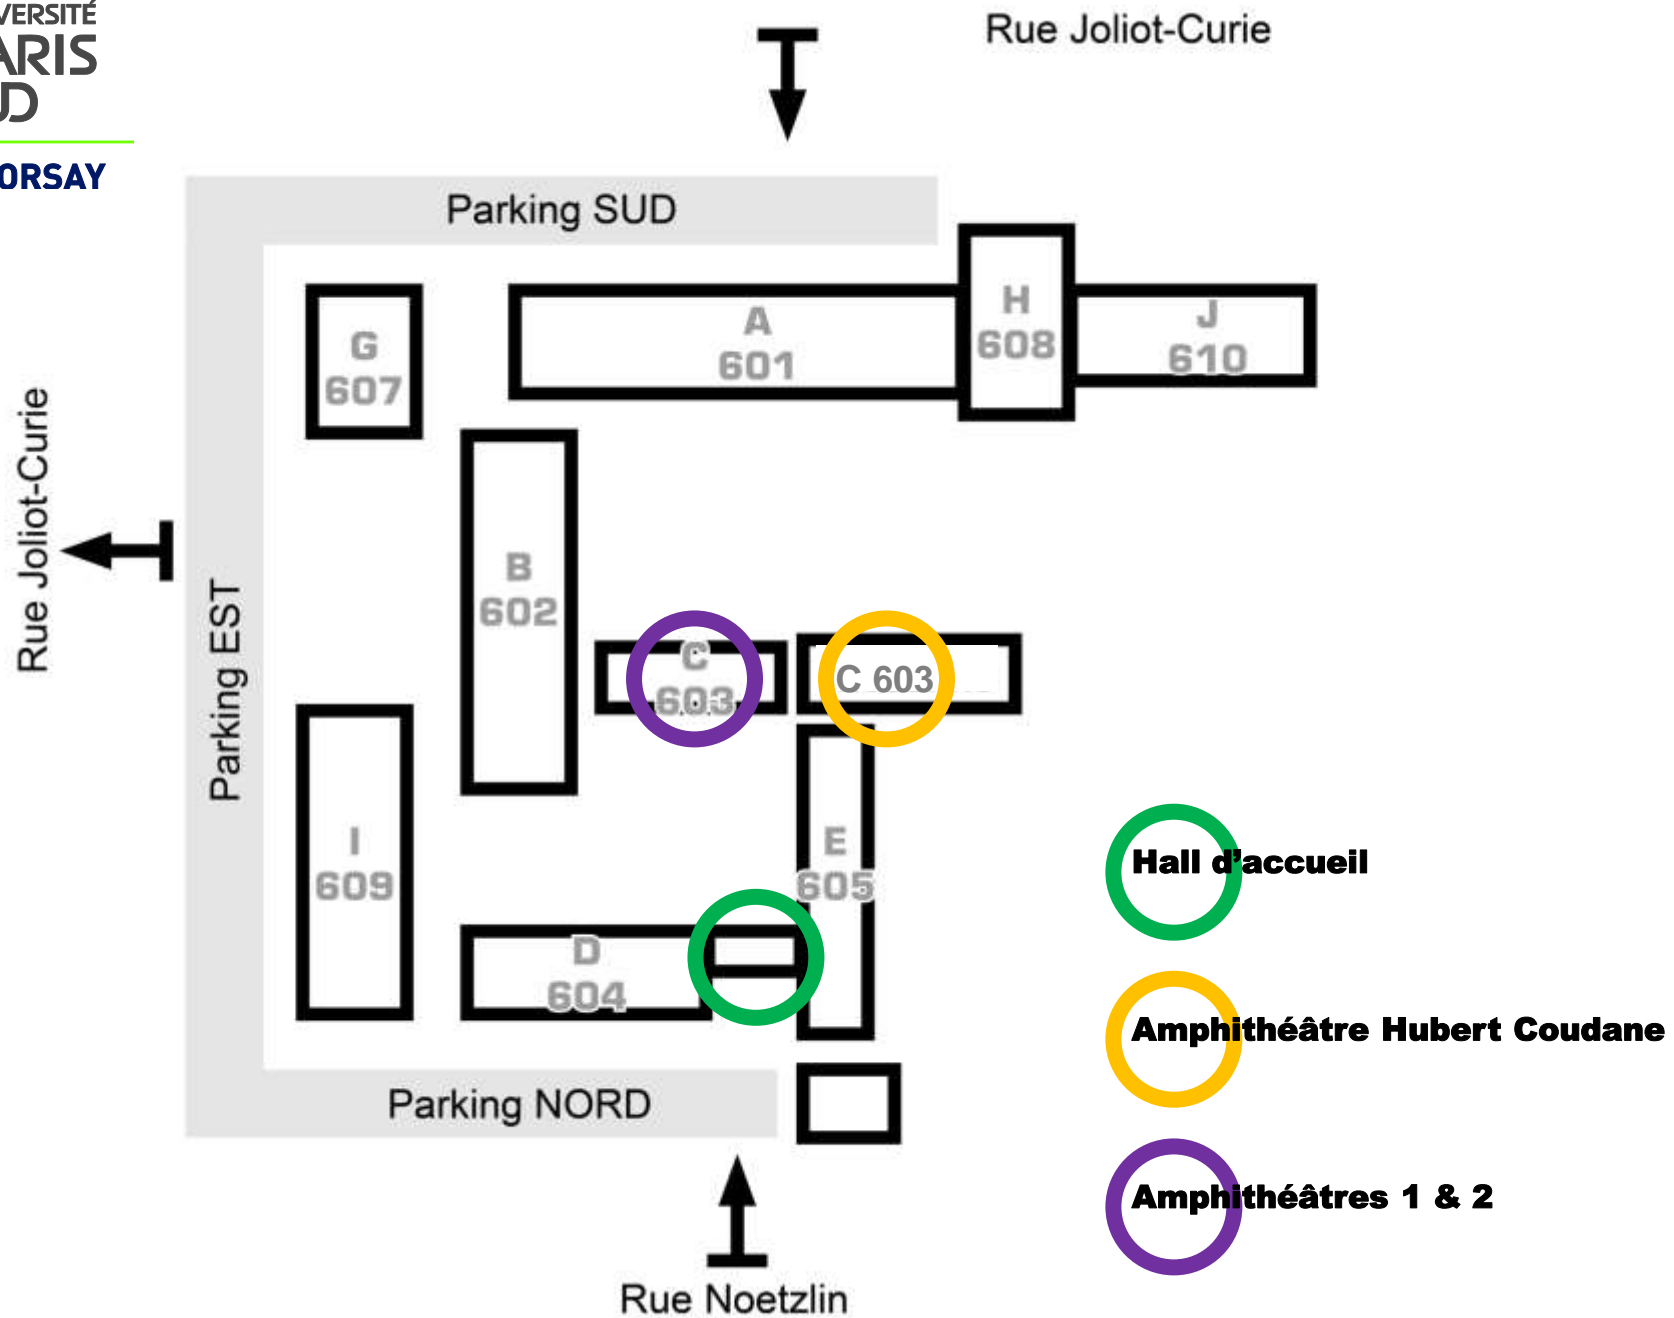 VERSITÉ
ARIS
UD
ORSAY
Rue Joliot-Curie
Parking SUD
G
607
A
601
H
608
J
610
Rue Joliot-Curie
Parking EST
B
602
C
603
C 603
I
609
E
605
D
604
Hall d'accueil
Amphithéâtre Hubert Coudane
Amphithéâtres 1 & 2
Parking NORD
Rue Noetzlin